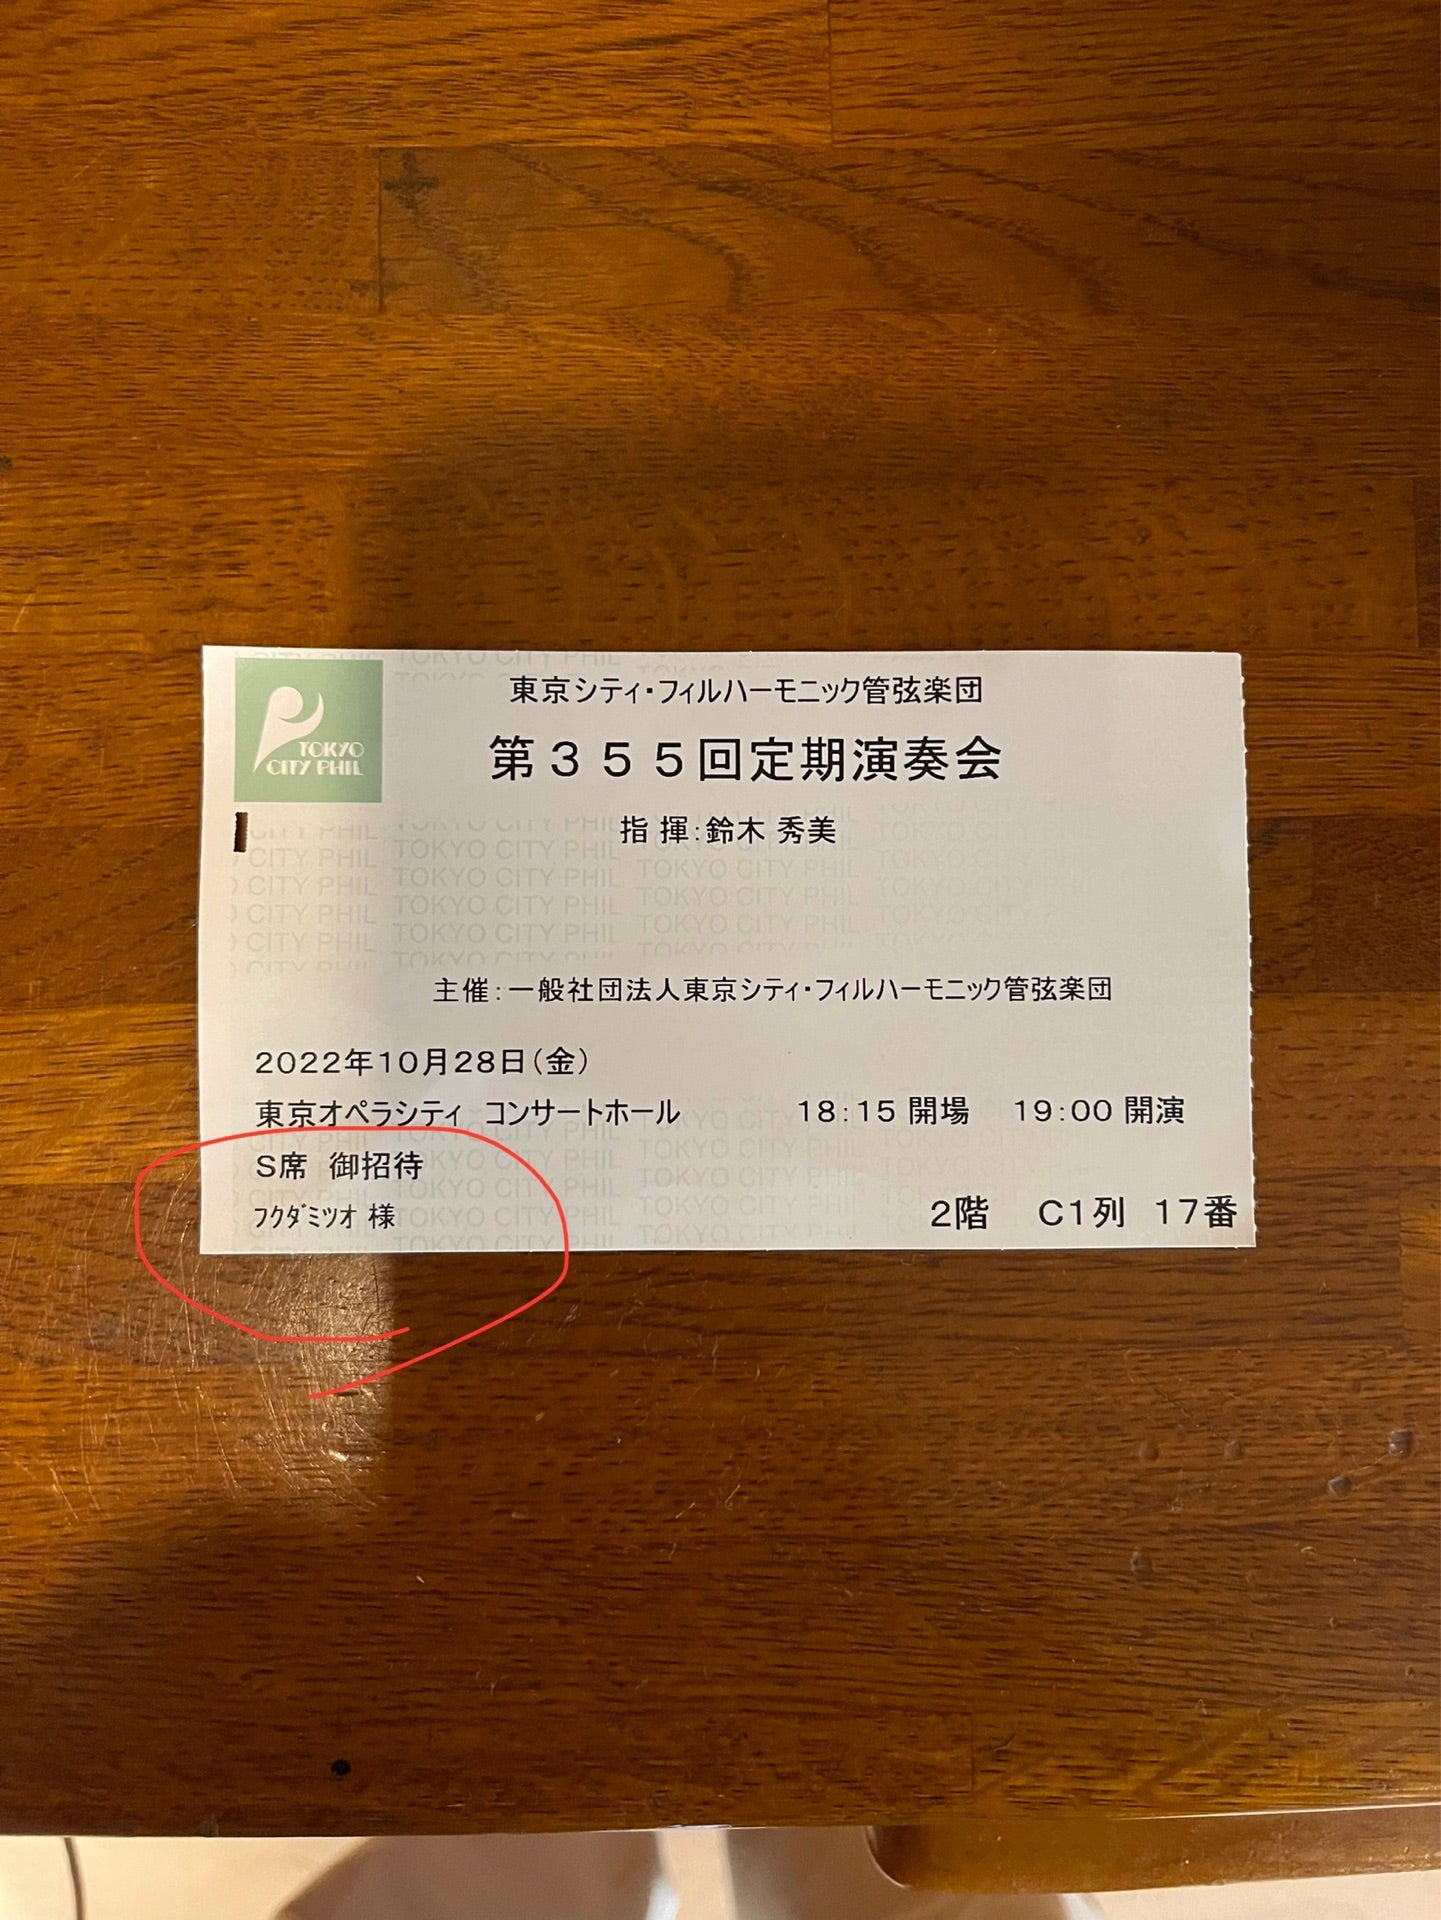 TOKYO
CITY PHIL
東京シティ・フィルハーモニック管弦楽団
第３５５回定期演奏会
指 揮：鈴木 秀美
主催：一般社団法人東京シティ・フィルハーモニック管弦楽団
2022年10月28日（金）
東京オペラシティ コンサートホール 18：15 開場 19：00 開演
S席 御招待
ﾌｸﾀﾞﾐﾂｵ 様 2階 C1列 17番